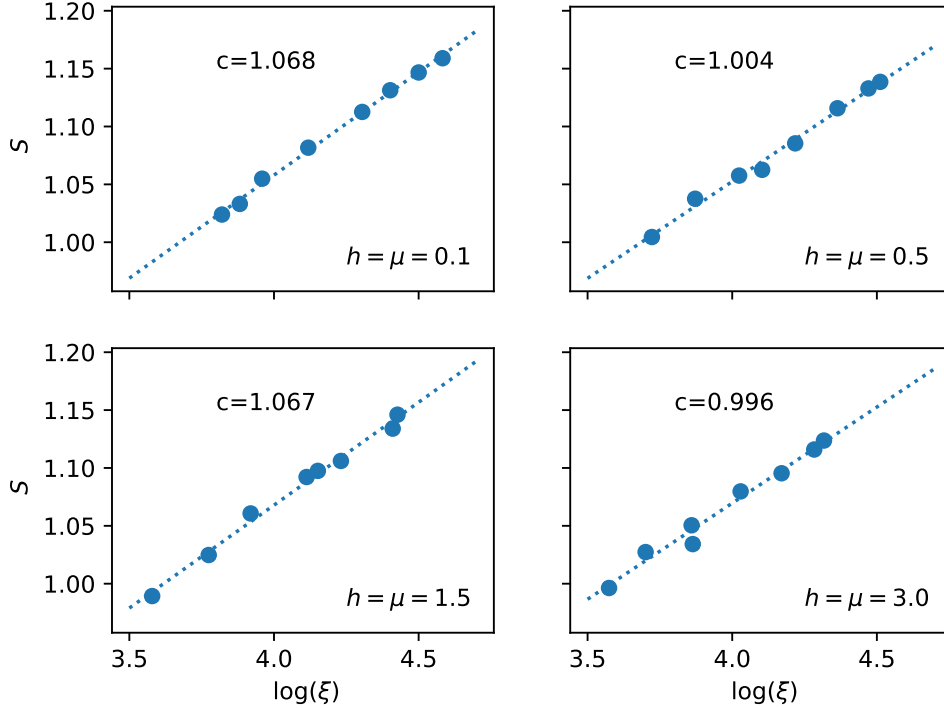 1.20
1.15
1.10
1.05
1.00
S
c=1.068
h = μ = 0.1
c=1.004
h = μ = 0.5
1.20
1.15
1.10
1.05
1.00
S
c=1.067
h = μ = 1.5
3.5 4.0 4.5
log(ξ)
c=0.996
h = μ = 3.0
3.5 4.0 4.5
log(ξ)